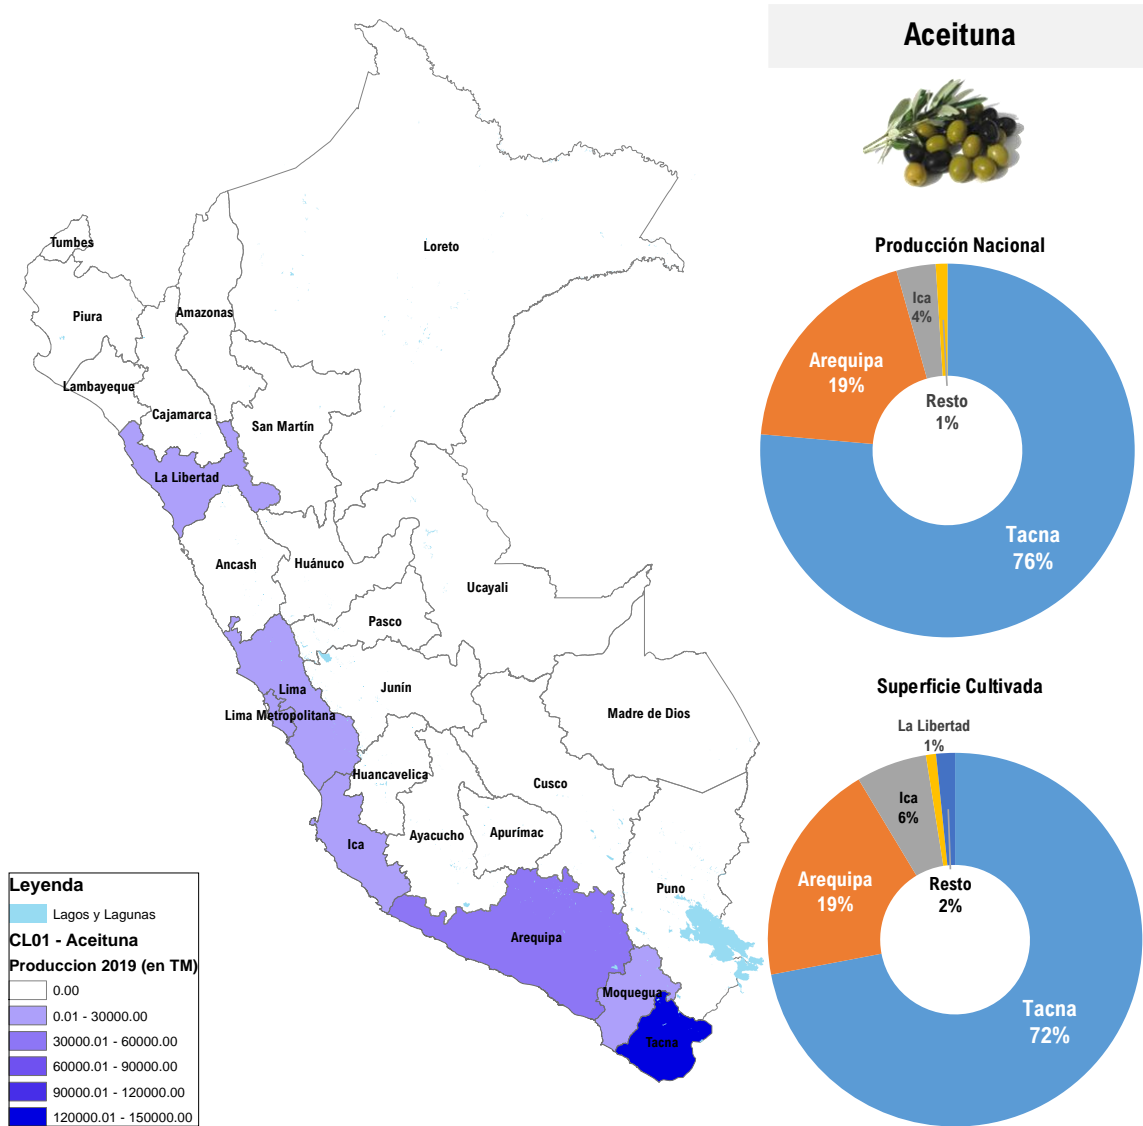 Aceituna
Tumbes
Loreto
Piura
Amazonas
Lambayeque
Cajamarca
San Martín
La Libertad
Ancash
Huánuco
Ucayali
Pasco
Lima
Junín
Lima Metropolitana
Madre de Dios
Huancavelica
Cusco
Ica
Ayacucho
Apurímac
Puno
Arequipa
Moquegua
Tacna
Leyenda
Lagos y Lagunas
CL01 - Aceituna
Produccion 2019 (en TM)
0.00
0.01 - 30000.00
30000.01 - 60000.00
60000.01 - 90000.00
90000.01 - 120000.00
120000.01 - 150000.00
Producción Nacional
Ica
4%
Arequipa
19%
Resto
1%
Tacna
76%
Superficie Cultivada
La Libertad
1%
Ica
6%
Arequipa
19%
Resto
2%
Tacna
72%